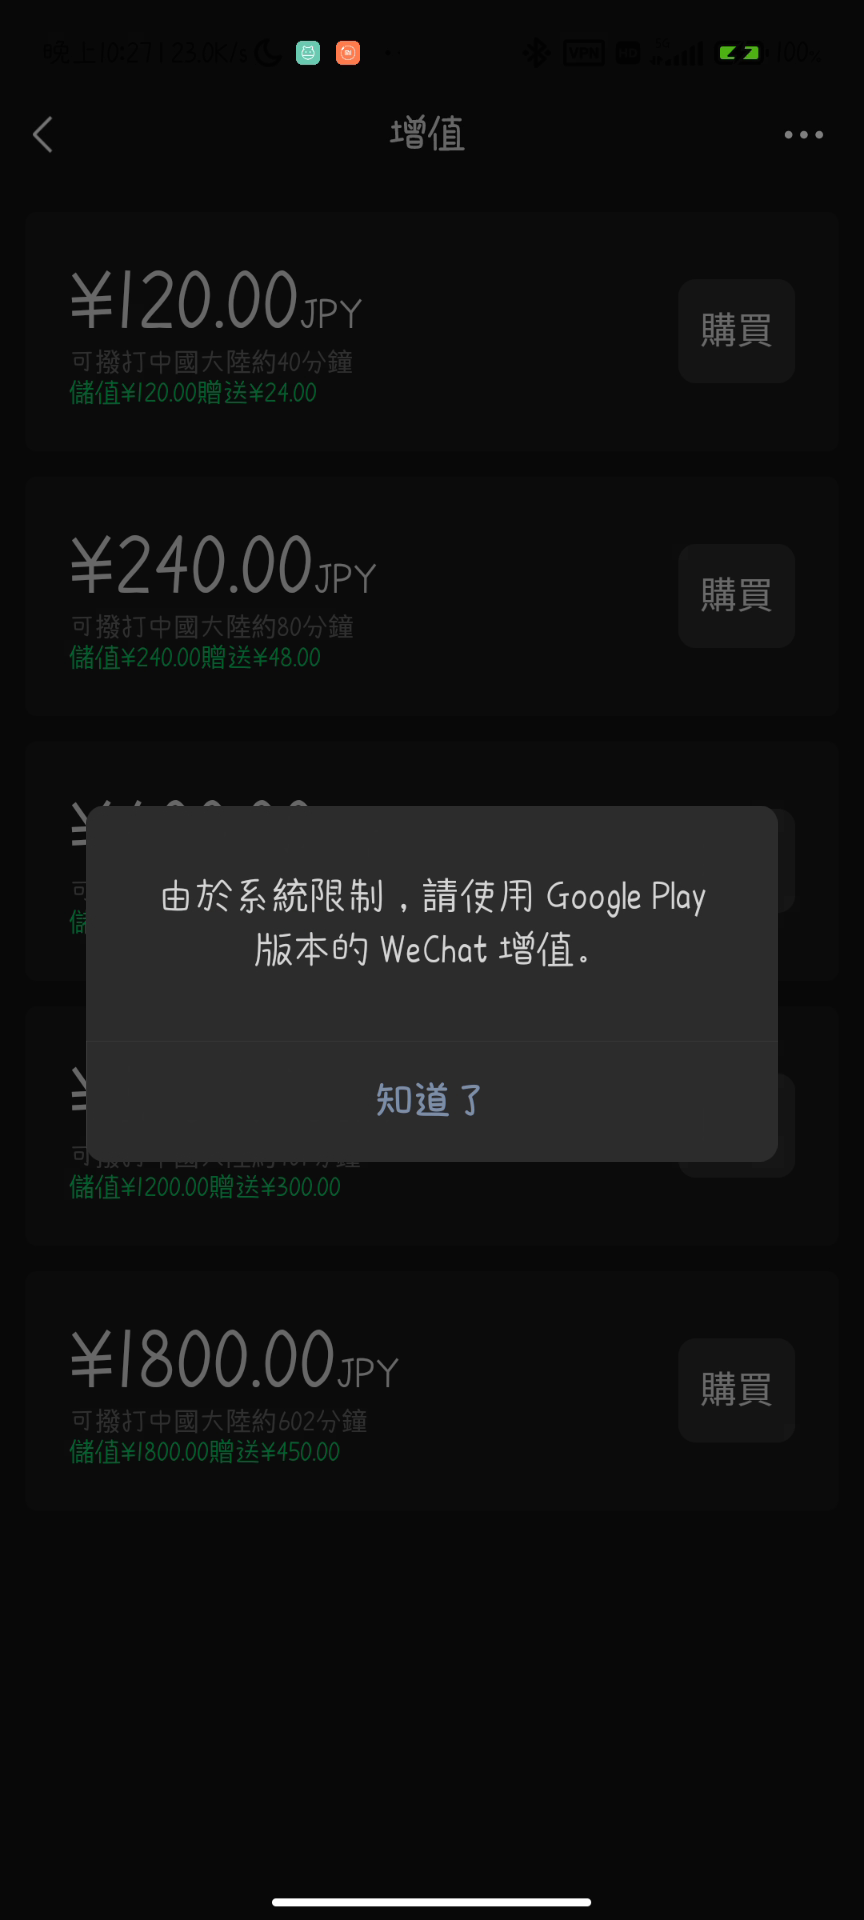 晚上10:27 | 23.0K/s
VPN
HD
100%
增值
¥120.00JPY
可撥打中國大陸約40分鐘
儲值¥120.00贈送¥24.00
購買
¥240.00JPY
可撥打中國大陸約80分鐘
儲值¥240.00贈送¥48.00
購買
由於系統限制，請使用 Google Play
版本的 WeChat 增值。
知道了
儲值¥1200.00贈送¥300.00
¥1800.00JPY
可撥打中國大陸約602分鐘
儲值¥1800.00贈送¥450.00
購買